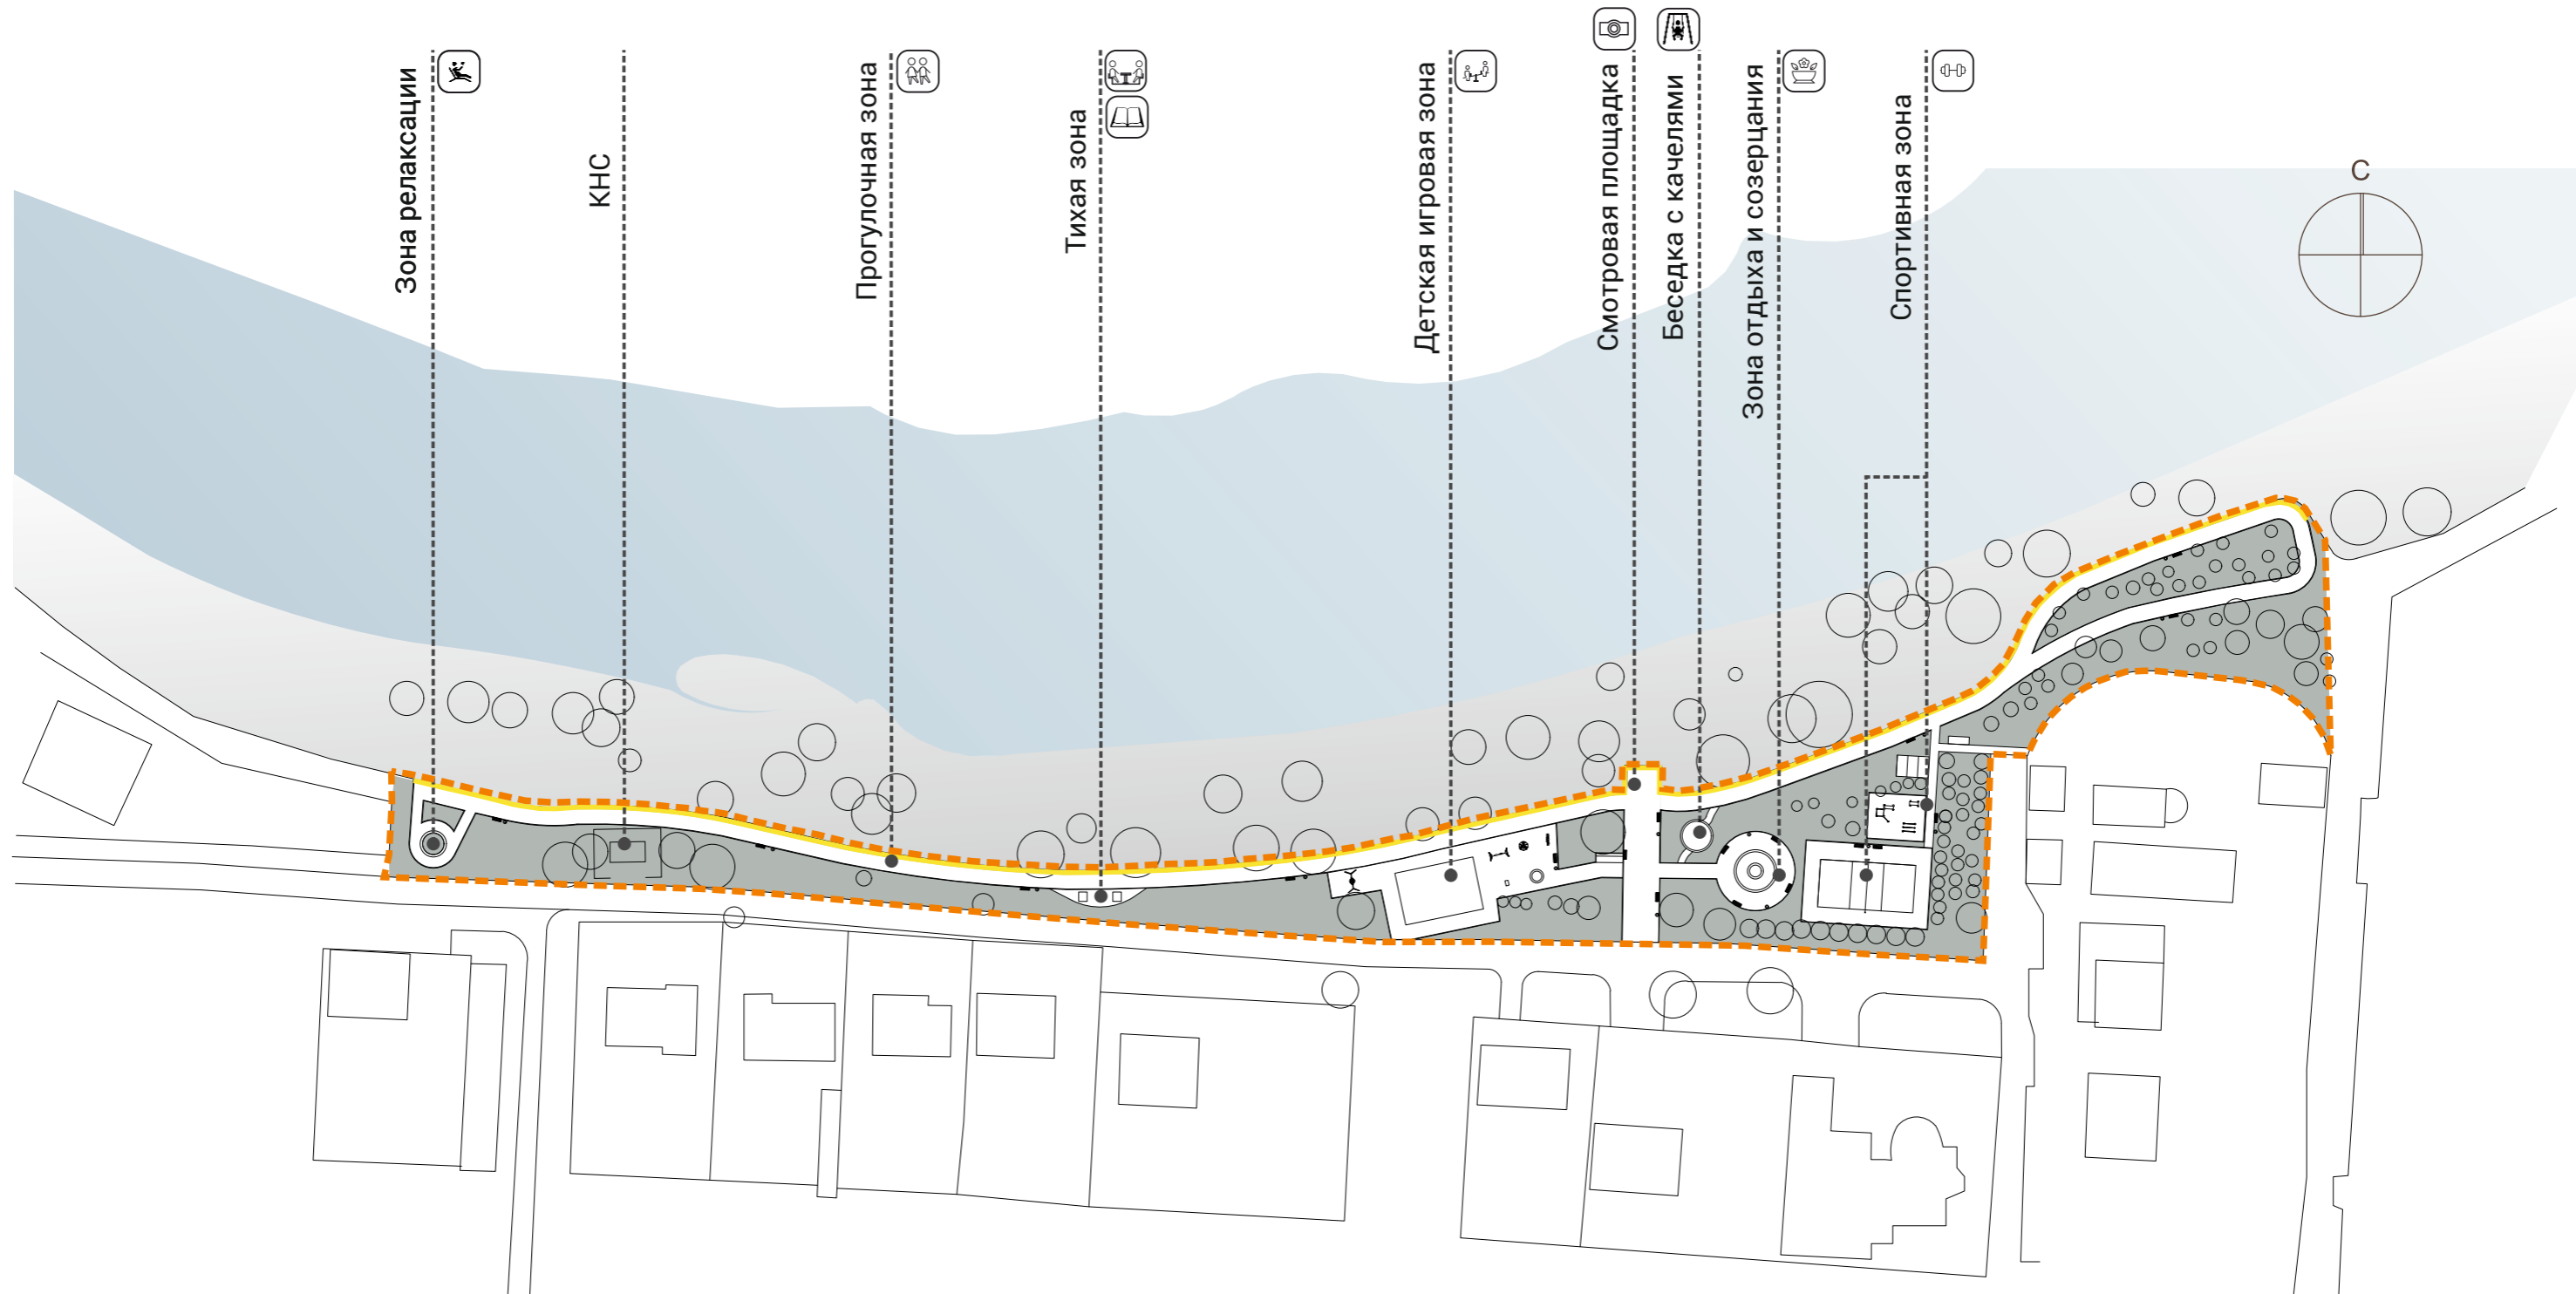 Зона релаксации
КНС
Прогулочная зона
Тихая зона
Детская игровая зона
Смотровая площадка
Беседка с качелями
Зона отдыха и созерцания
Спортивная зона
С